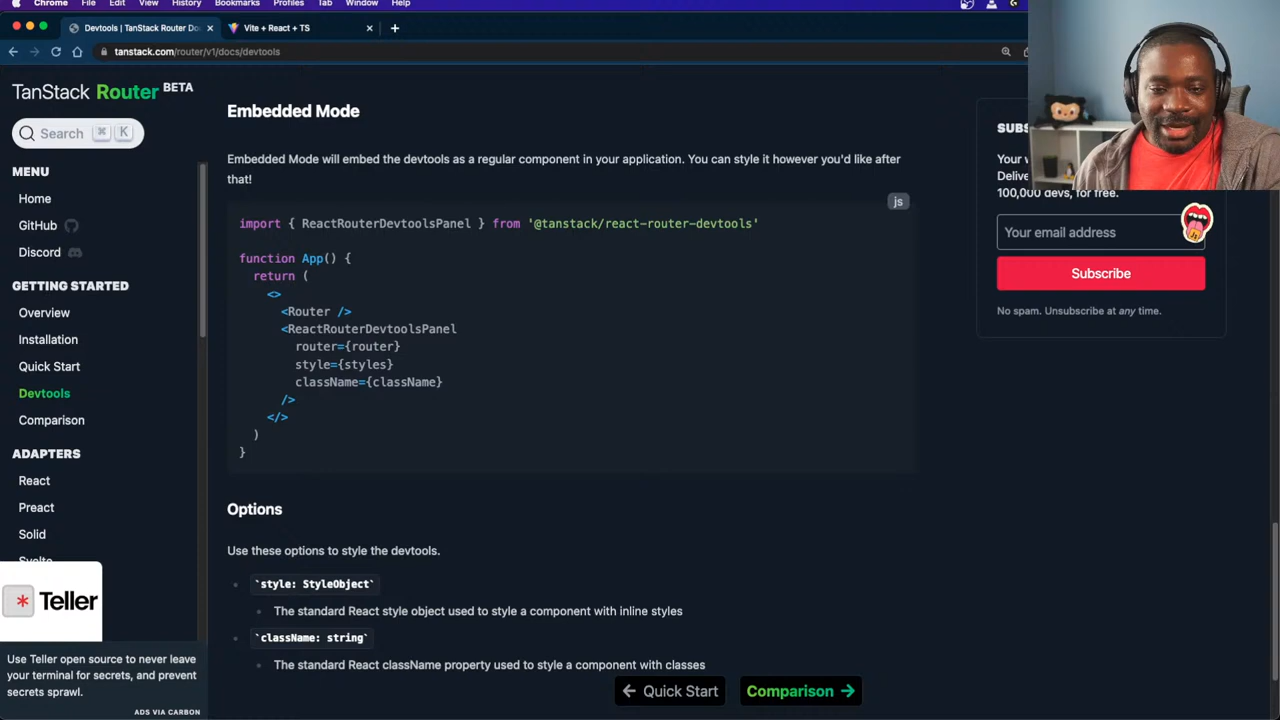 Chrome File Edit View History Bookmarks Profiles Tab Window Help
Devtools | TanStack Router Do
Vite + React + TS
tanstack.com/router/v1/docs/devtools
TanStack Router BETA
Search ⌘ K
MENU
Home
GitHub
Discord
GETTING STARTED
Overview
Installation
Quick Start
Devtools
Comparison
ADAPTERS
React
Preact
Solid
Svelte
* Teller
Use Teller open source to never leave
your terminal for secrets, and prevent
secrets sprawl.
ADS VIA CARBON
Embedded Mode
Embedded Mode will embed the devtools as a regular component in your application. You can style it however you'd like after
that!
js
import { ReactRouterDevtoolsPanel } from '@tanstack/react-router-devtools'
function App() {
return (
<>
<Router />
<ReactRouterDevtoolsPanel
router={router}
style={styles}
className={className}
/>
</>
)
}
Options
Use these options to style the devtools.
`style: StyleObject`
The standard React style object used to style a component with inline styles
`className: string`
The standard React className property used to style a component with classes
← Quick Start
Comparison →
100,000 devs, for free.
Your email address
JS
Subscribe
No spam. Unsubscribe at any time.